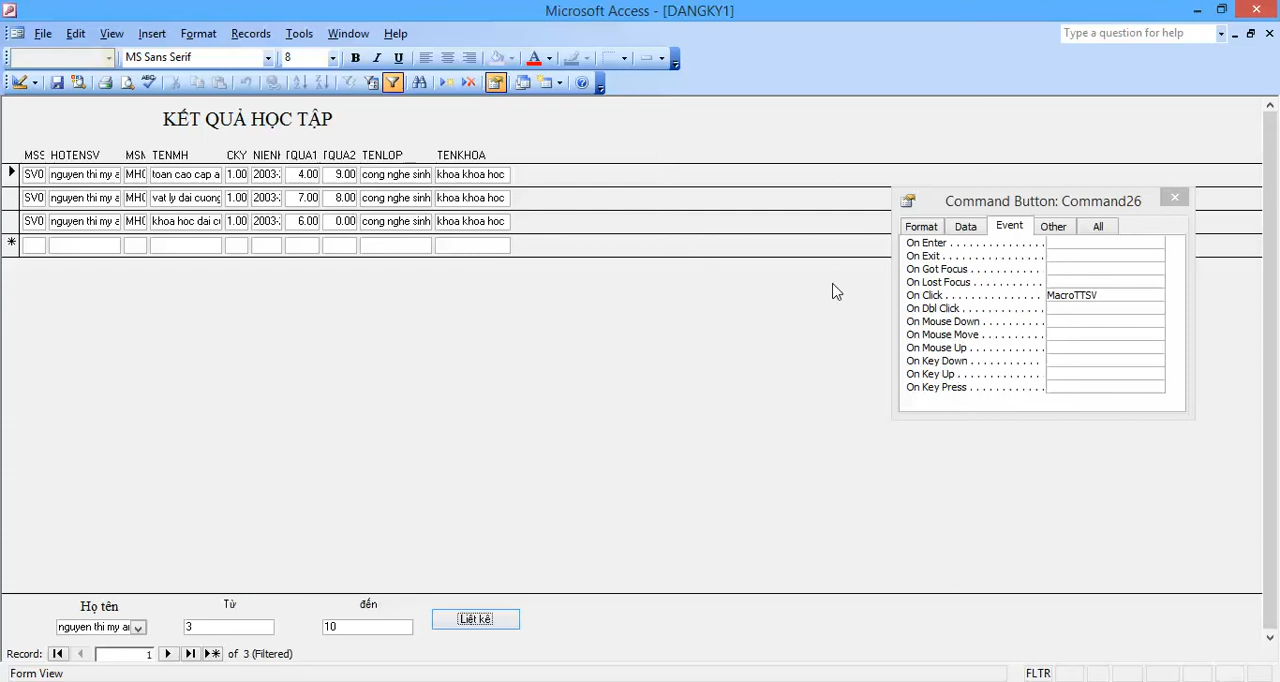 Microsoft Access - [DANGKY1]
File Edit View Insert Format Records Tools Window Help
Type a question for help
MS Sans Serif 8 B I U A
KẾT QUẢ HỌC TẬP
MSS HOTENSV MSM TENMH CKY NIENH TQUA1 TQUA2 TENLOP TENKHOA
SV0 nguyen thi my a MH0 toan cao cap a 1.00 2003- 4.00 9.00 cong nghe sinh khoa khoa hoc
SV0 nguyen thi my a MH0 vat ly dai cuong 1.00 2003- 7.00 8.00 cong nghe sinh khoa khoa hoc
SV0 nguyen thi my a MH0 khoa hoc dai cu 1.00 2003- 6.00 0.00 cong nghe sinh khoa khoa hoc
Command Button: Command26
Format Data Event Other All
On Enter
On Exit
On Got Focus
On Lost Focus
On Click MacroTTSV
On Dbl Click
On Mouse Down
On Mouse Move
On Mouse Up
On Key Down
On Key Up
On Key Press
Họ tên Từ đến
nguyen thi my a 3 10 Liệt kê
Record: 1 of 3 (Filtered)
Form View FLTR